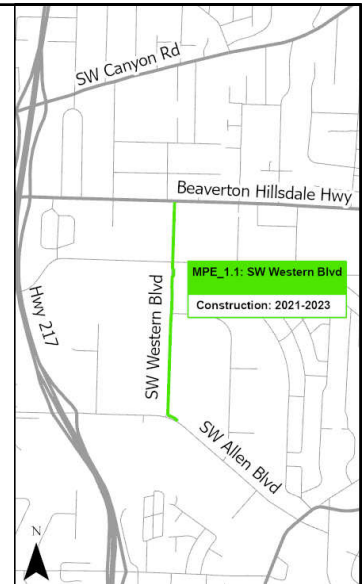 SW Canyon Rd
Beaverton Hillsdale Hwy
MPE_1.1: SW Western Blvd
Construction: 2021-2023
Hwy 217
SW Western Blvd
SW Allen Blvd
N